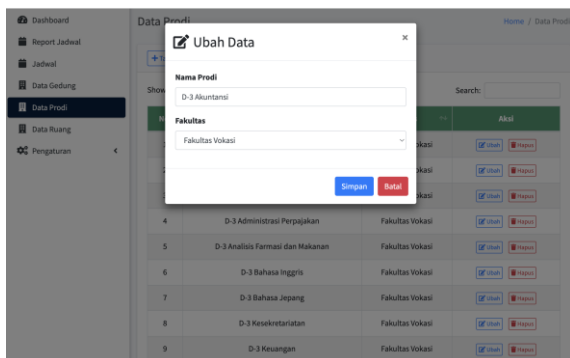 Dashboard
Report Jadwal
Jadwal
Data Gedung
Data Prodi
Data Ruang
Pengaturan
Data Prodi
Home / Data Prodi
Show
Search:
Ubah Data
×
Nama Prodi
D-3 Akuntansi
Fakultas
Fakultas Vokasi
Simpan Batal
Aksi
Ubah Hapus
Ubah Hapus
Ubah Hapus
4 D-3 Administrasi Perpajakan Fakultas Vokasi Ubah Hapus
5 D-3 Analisis Farmasi dan Makanan Fakultas Vokasi Ubah Hapus
6 D-3 Bahasa Inggris Fakultas Vokasi Ubah Hapus
7 D-3 Bahasa Jepang Fakultas Vokasi Ubah Hapus
8 D-3 Kesekretariatan Fakultas Vokasi Ubah Hapus
9 D-3 Keuangan Fakultas Vokasi Ubah Hapus